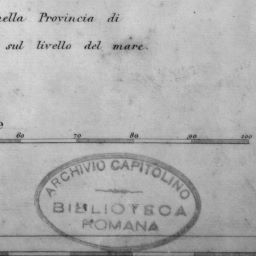 nella Provincia di
sul livello del mare.
60 70 80 90 100
ARCHIVIO CAPITOLINO
BIBLIOTECA
ROMANA